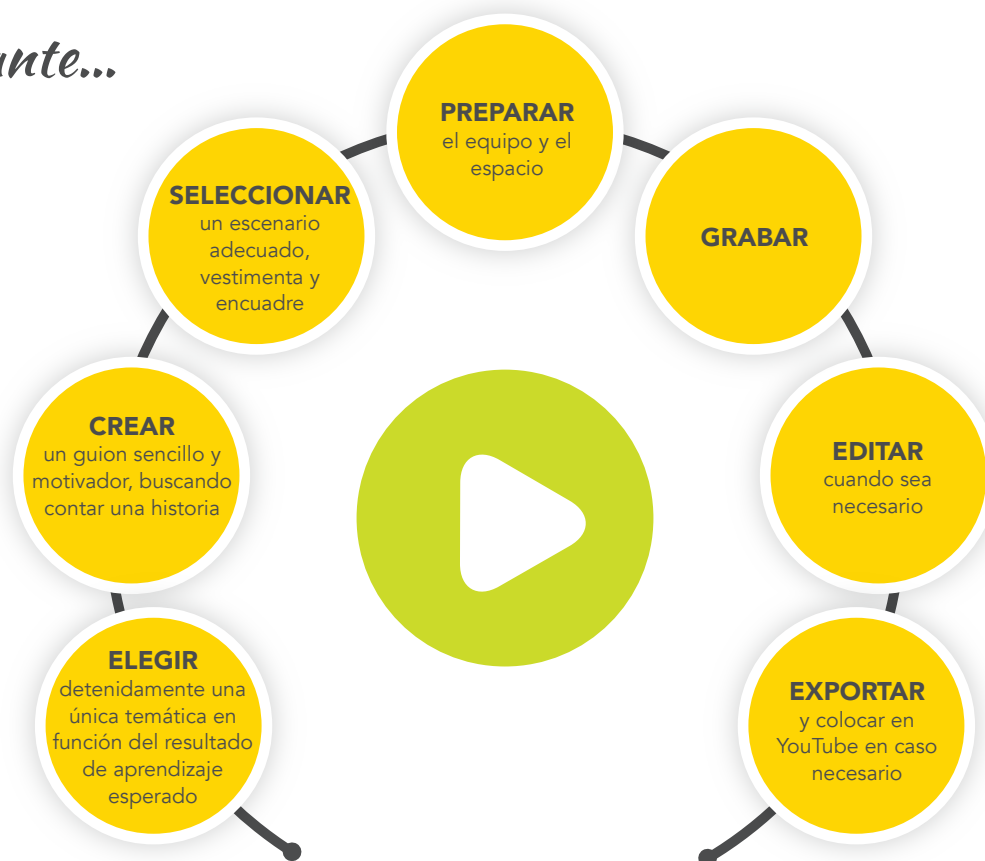 ELEGIR
detenidamente una
única temática en
función del resultado
de aprendizaje
esperado
CREAR
un guion sencillo y
motivador, buscando
contar una historia
SELECCIONAR
un escenario
adecuado,
vestimenta y
encuadre
PREPARAR
el equipo y el
espacio
GRABAR
EDITAR
cuando sea
necesario
EXPORTAR
y colocar en
YouTube en caso
necesario